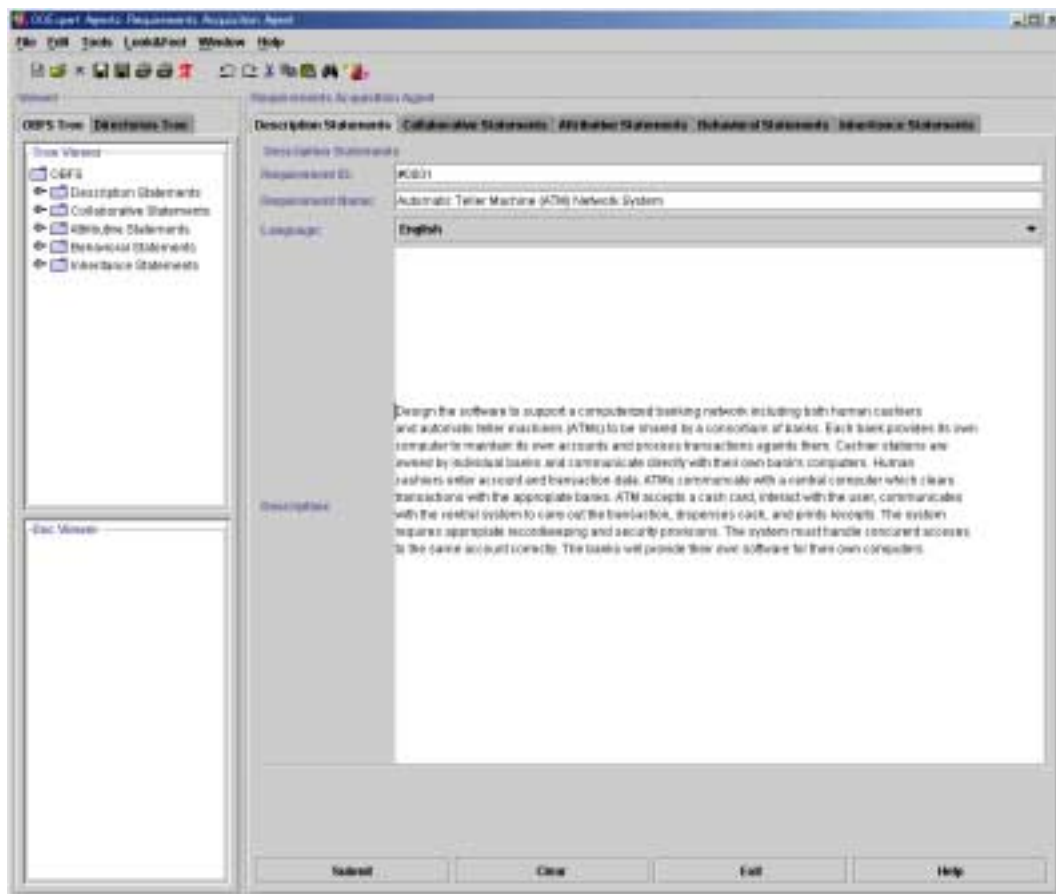 OOExpert Agents: Requirements Acquisition Agent
File Edit Tools Look&Feel Window Help
Viewer
Requirements Acquisition Agent
OBFS Tree Directories Tree
Description Statements Collaborative Statements Attributive Statements Behavioral Statements Inheritance Statements
Tree Viewer
OBFS
Description Statements
Collaborative Statements
Attributive Statements
Behavioral Statements
Inheritance Statements
Doc Viewer
Description Statements
Requirement ID: #0001
Requirement Name: Automatic Teller Machine (ATM) Network System
Language: English
Description:
Design the software to support a computerized banking network including both human cashiers
and automatic teller machines (ATMs) to be shared by a consortium of banks. Each bank provides its own
computer to maintain its own accounts and process transactions againts them. Cashier stations are
owned by individual banks and communicate directly with their own bank's computers. Human
cashiers enter account and transaction data. ATMs communicate with a central computer which clears
transactions with the appropiate banks. ATM accepts a cash card, interact with the user, communicates
with the central system to carry out the transaction, dispenses cash, and prints receipts. The system
requires appropiate recordkeeping and security provisions. The system must handle concurent accesses
to the same account correctly. The banks will provide their own software for their own computers.
Submit Clear Exit Help